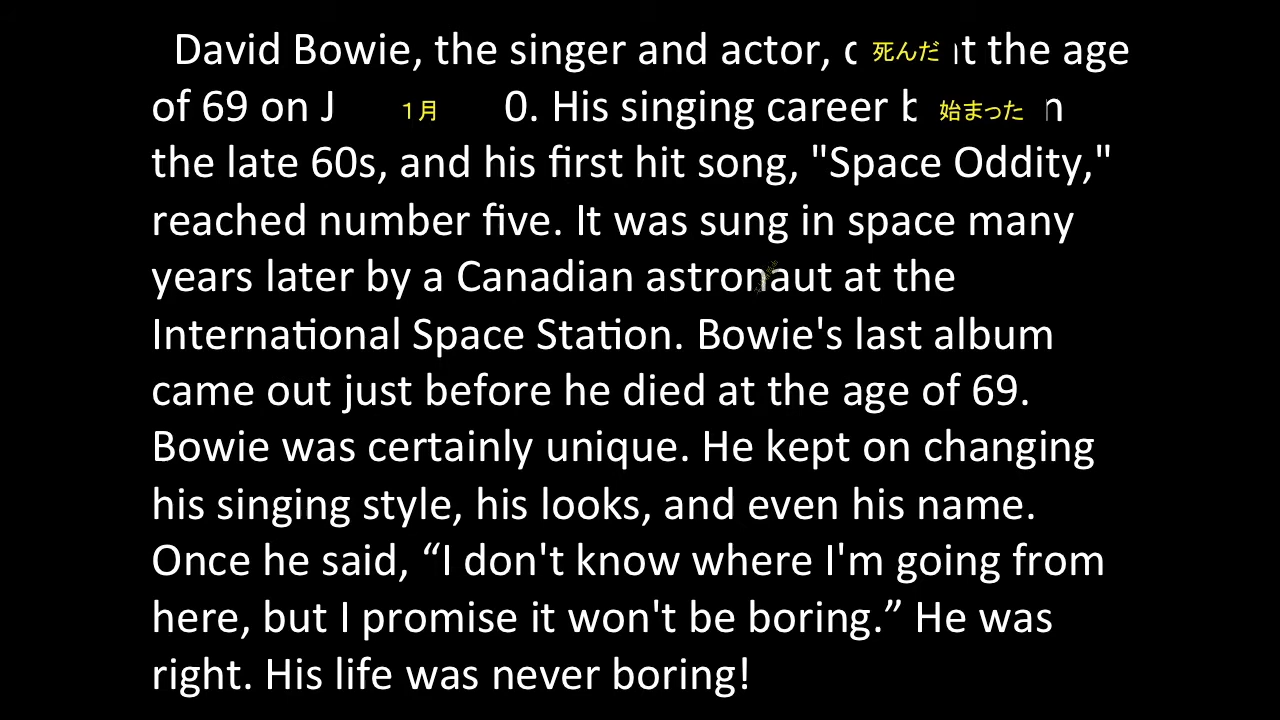 David Bowie, the singer and actor, 死んだ at the age
of 69 on J 1月 0. His singing career b 始まった n
the late 60s, and his first hit song, "Space Oddity,"
reached number five. It was sung in space many
years later by a Canadian astronaut at the
International Space Station. Bowie's last album
came out just before he died at the age of 69.
Bowie was certainly unique. He kept on changing
his singing style, his looks, and even his name.
Once he said, “I don't know where I'm going from
here, but I promise it won't be boring.” He was
right. His life was never boring!